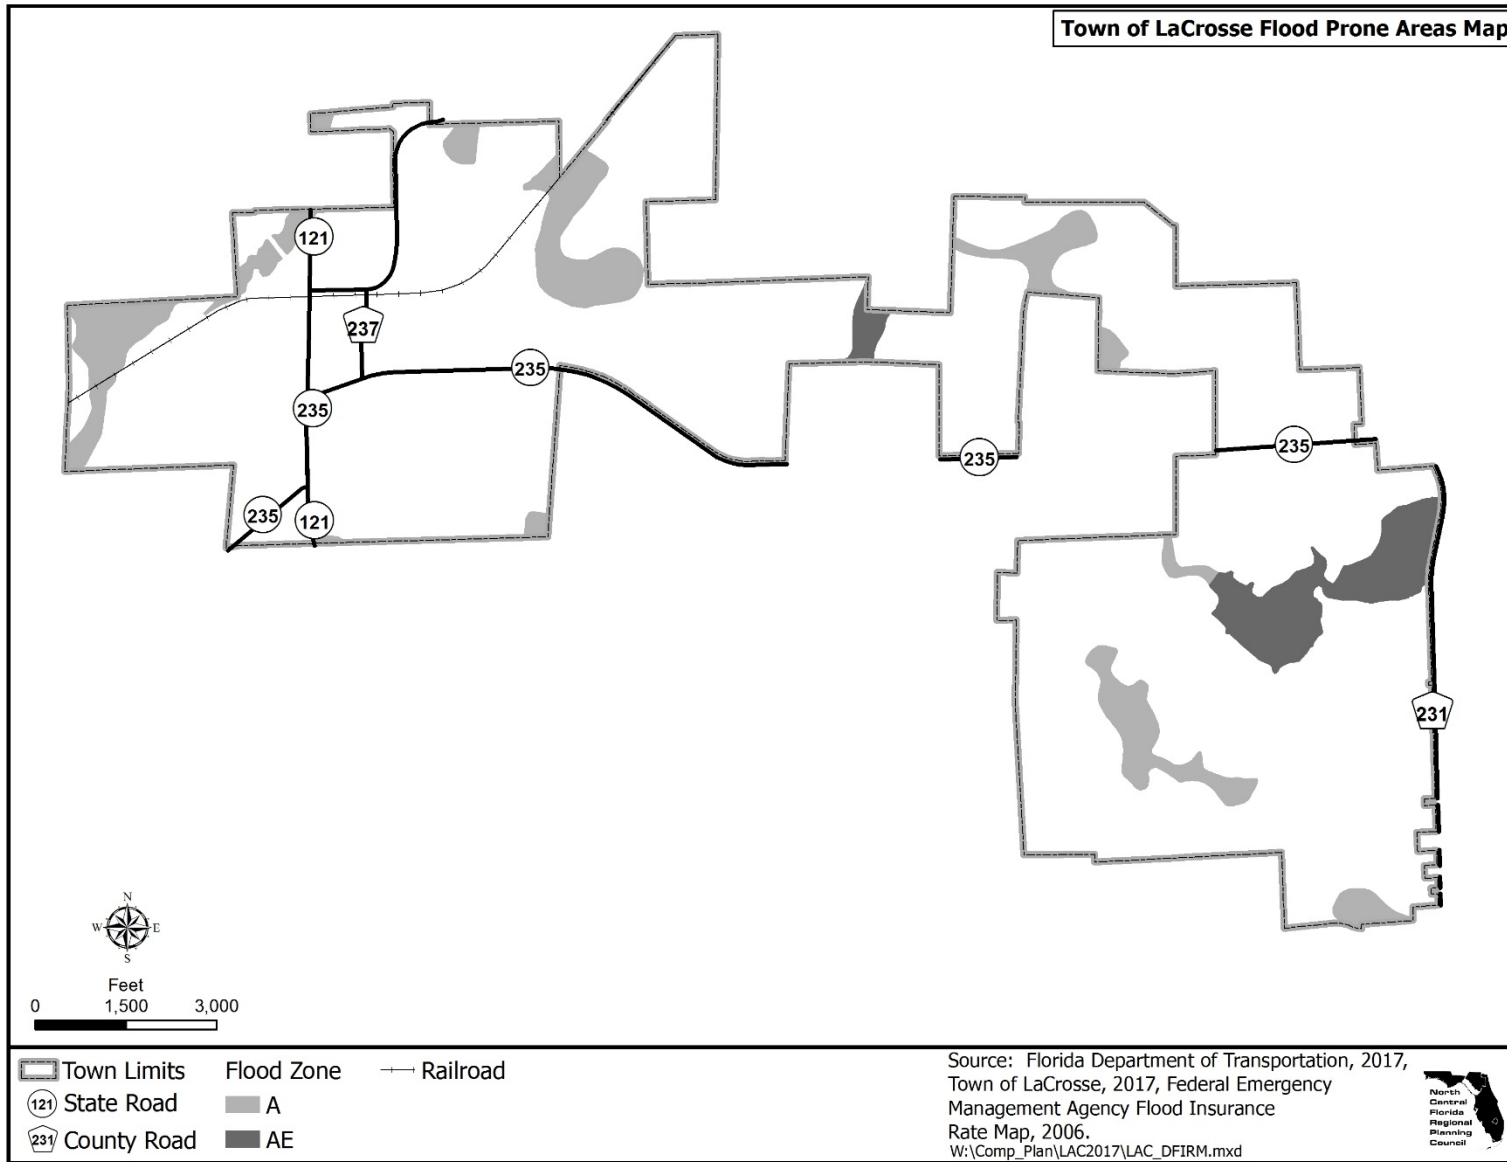 Town of LaCrosse Flood Prone Areas Map
121
237
235
235
235
235
235
121
231
N
W E
S
Feet
0 1,500 3,000
Town Limits Flood Zone Railroad
121 State Road A
231 County Road AE
Source: Florida Department of Transportation, 2017,
Town of LaCrosse, 2017, Federal Emergency
Management Agency Flood Insurance
Rate Map, 2006.
W:\Comp_Plan\LAC2017\LAC_DFIRM.mxd
North
Central
Florida
Regional
Planning
Council